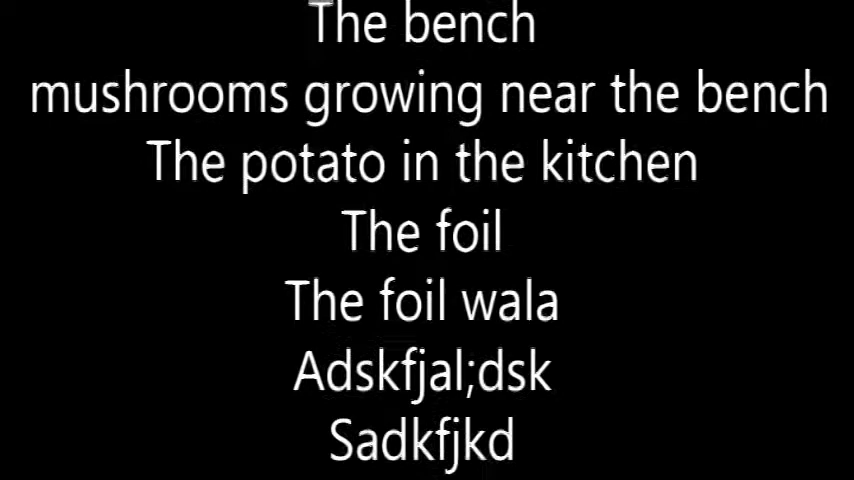 The bench
mushrooms growing near the bench
The potato in the kitchen
The foil
The foil wala
Adskfjal;dsk
Sadkfjkd